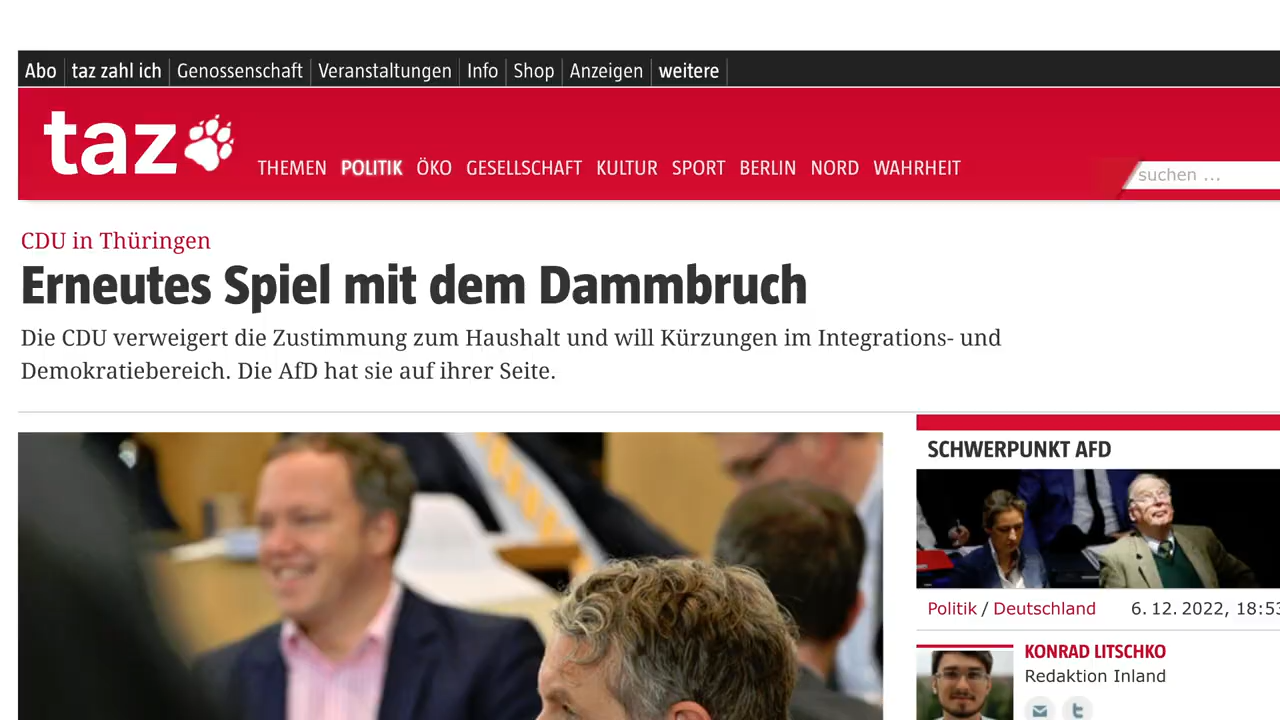 Abo taz zahl ich Genossenschaft Veranstaltungen Info Shop Anzeigen weitere
taz
THEMEN POLITIK ÖKO GESELLSCHAFT KULTUR SPORT BERLIN NORD WAHRHEIT
suchen ...
CDU in Thüringen
Erneutes Spiel mit dem Dammbruch
Die CDU verweigert die Zustimmung zum Haushalt und will Kürzungen im Integrations- und
Demokratiebereich. Die AfD hat sie auf ihrer Seite.
SCHWERPUNKT AFD
Politik / Deutschland 6. 12. 2022, 18:53
KONRAD LITSCHKO
Redaktion Inland